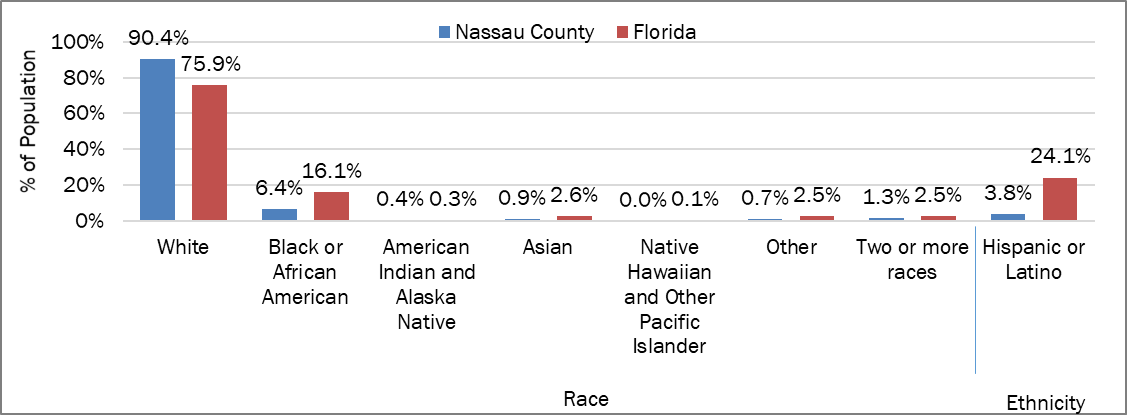 Nassau County Florida
% of Population
100%
80%
60%
40%
20%
0%
90.4% 75.9%
6.4% 16.1%
0.4% 0.3%
0.9% 2.6%
0.0% 0.1%
0.7% 2.5%
1.3% 2.5%
3.8% 24.1%
White
Black or
African
American
American
Indian and
Alaska
Native
Asian
Native
Hawaiian
and Other
Pacific
Islander
Other
Two or more
races
Hispanic or
Latino
Race
Ethnicity